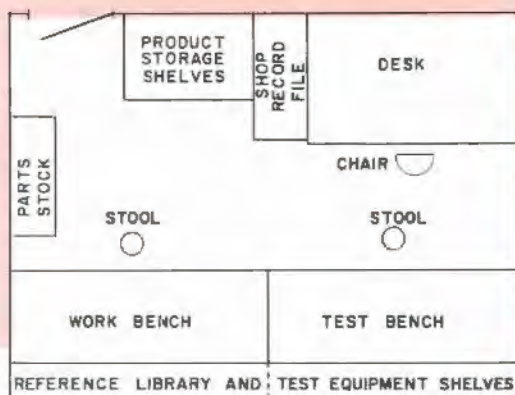 PRODUCT
STORAGE
SHELVES
SHOP
RECORD
FILE
DESK
CHAIR
PARTS
STOCK
STOOL
STOOL
WORK BENCH
TEST BENCH
REFERENCE LIBRARY AND TEST EQUIPMENT SHELVES